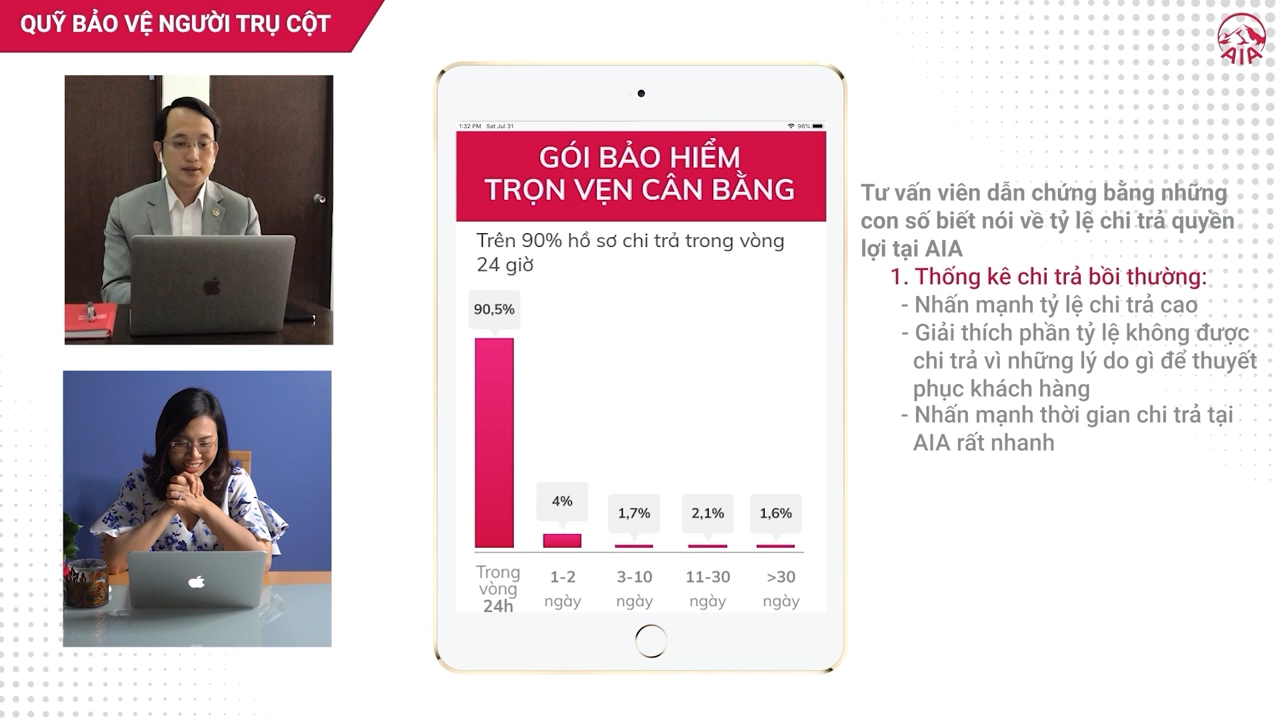 QUỸ BẢO VỆ NGƯỜI TRỤ CỘT
AIA
1:32 PM Sat Jul 31
96%
GÓI BẢO HIỂM
TRỌN VẸN CÂN BẰNG
Trên 90% hồ sơ chi trả trong vòng
24 giờ
90,5%
4%
1,7%
2,1%
1,6%
Trong
vòng
24h
1-2
ngày
3-10
ngày
11-30
ngày
>30
ngày
Tư vấn viên dẫn chứng bằng những
con số biết nói về tỷ lệ chi trả quyền
lợi tại AIA
1. Thống kê chi trả bồi thường:
- Nhấn mạnh tỷ lệ chi trả cao
- Giải thích phần tỷ lệ không được
chi trả vì những lý do gì để thuyết
phục khách hàng
- Nhấn mạnh thời gian chi trả tại
AIA rất nhanh